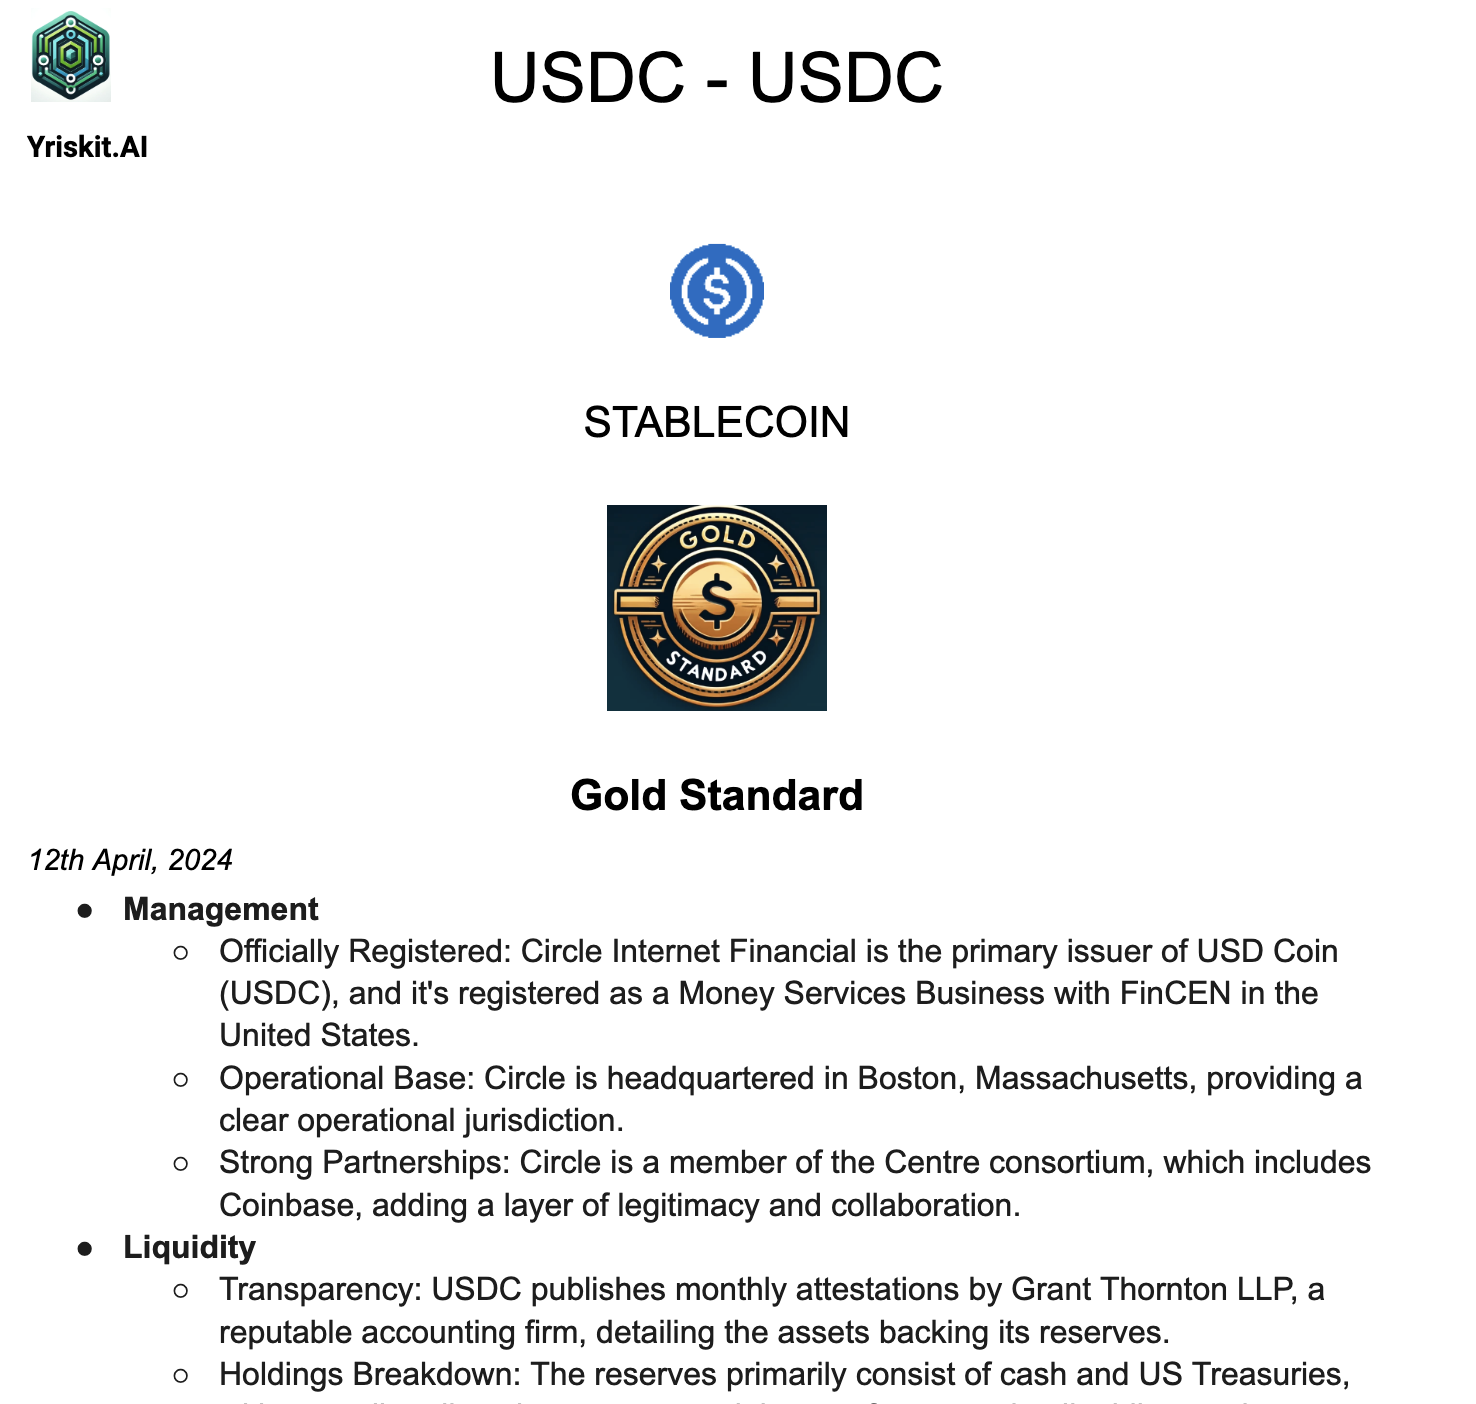 USDC - USDC
Yriskit.AI
STABLECOIN
GOLD
$
STANDARD
Gold Standard
12th April, 2024
● Management
○ Officially Registered: Circle Internet Financial is the primary issuer of USD Coin
(USDC), and it's registered as a Money Services Business with FinCEN in the
United States.
○ Operational Base: Circle is headquartered in Boston, Massachusetts, providing a
clear operational jurisdiction.
○ Strong Partnerships: Circle is a member of the Centre consortium, which includes
Coinbase, adding a layer of legitimacy and collaboration.
● Liquidity
○ Transparency: USDC publishes monthly attestations by Grant Thornton LLP, a
reputable accounting firm, detailing the assets backing its reserves.
○ Holdings Breakdown: The reserves primarily consist of cash and US Treasuries,